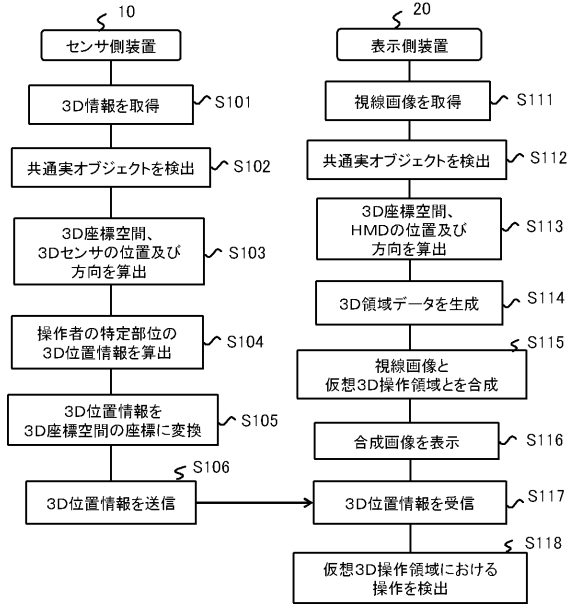 10
センサ側装置
3D情報を取得
S101
共通実オブジェクトを検出
S102
3D座標空間、
3Dセンサの位置及び
方向を算出
S103
操作者の特定部位の
3D位置情報を算出
S104
3D位置情報を
3D座標空間の座標に変換
S105
S106
3D位置情報を送信
20
表示側装置
視線画像を取得
S111
共通実オブジェクトを検出
S112
3D座標空間、
HMDの位置及び
方向を算出
S113
3D領域データを生成
S114
S115
視線画像と
仮想3D操作領域とを合成
合成画像を表示
S116
3D位置情報を受信
S117
S118
仮想3D操作領域における
操作を検出